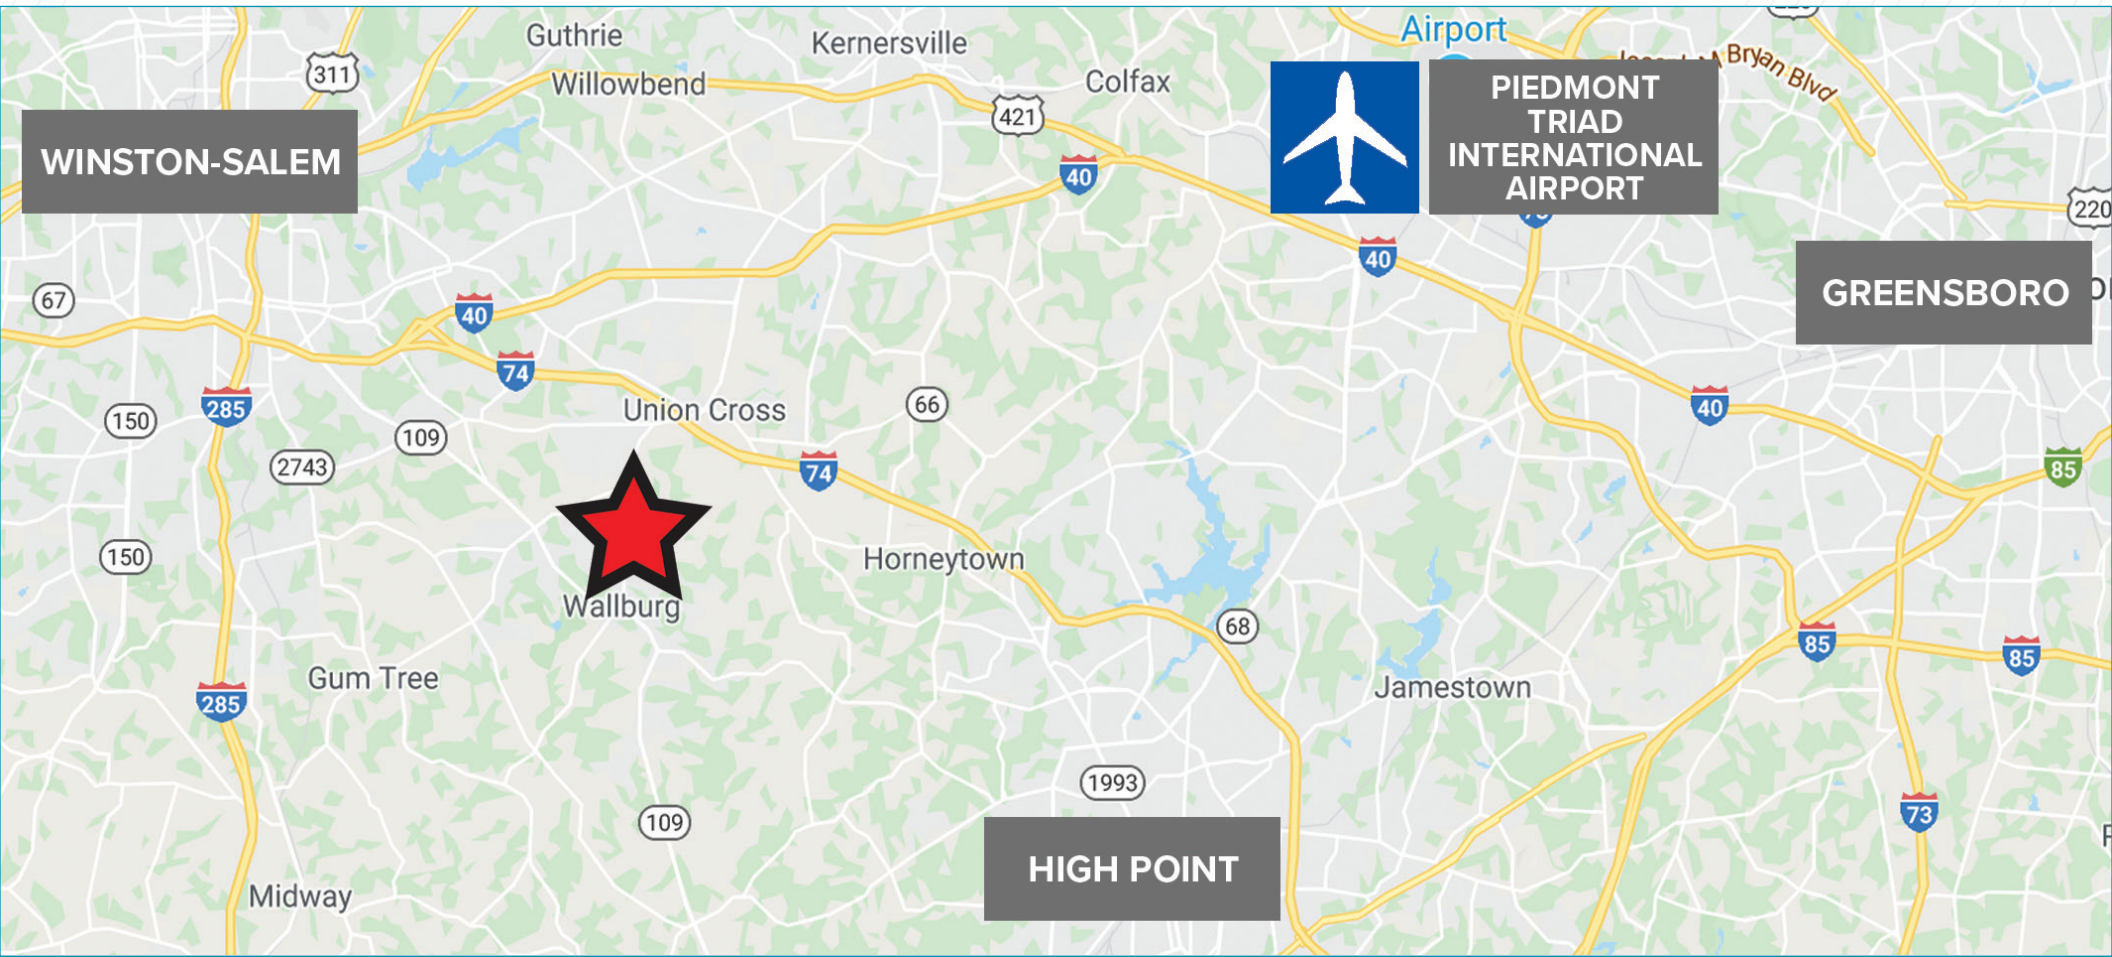 Guthrie
Kernersville
Airport
Bryan Blvd
311
Willowbend
Colfax
421
PIEDMONT
TRIAD
INTERNATIONAL
AIRPORT
WINSTON-SALEM
40
220
40
67
40
GREENSBORO
74
285
150
109
Union Cross
66
40
2743
74
85
150
Horneytown
Wallburg
68
85
85
Gum Tree
285
Jamestown
1993
109
73
HIGH POINT
Midway